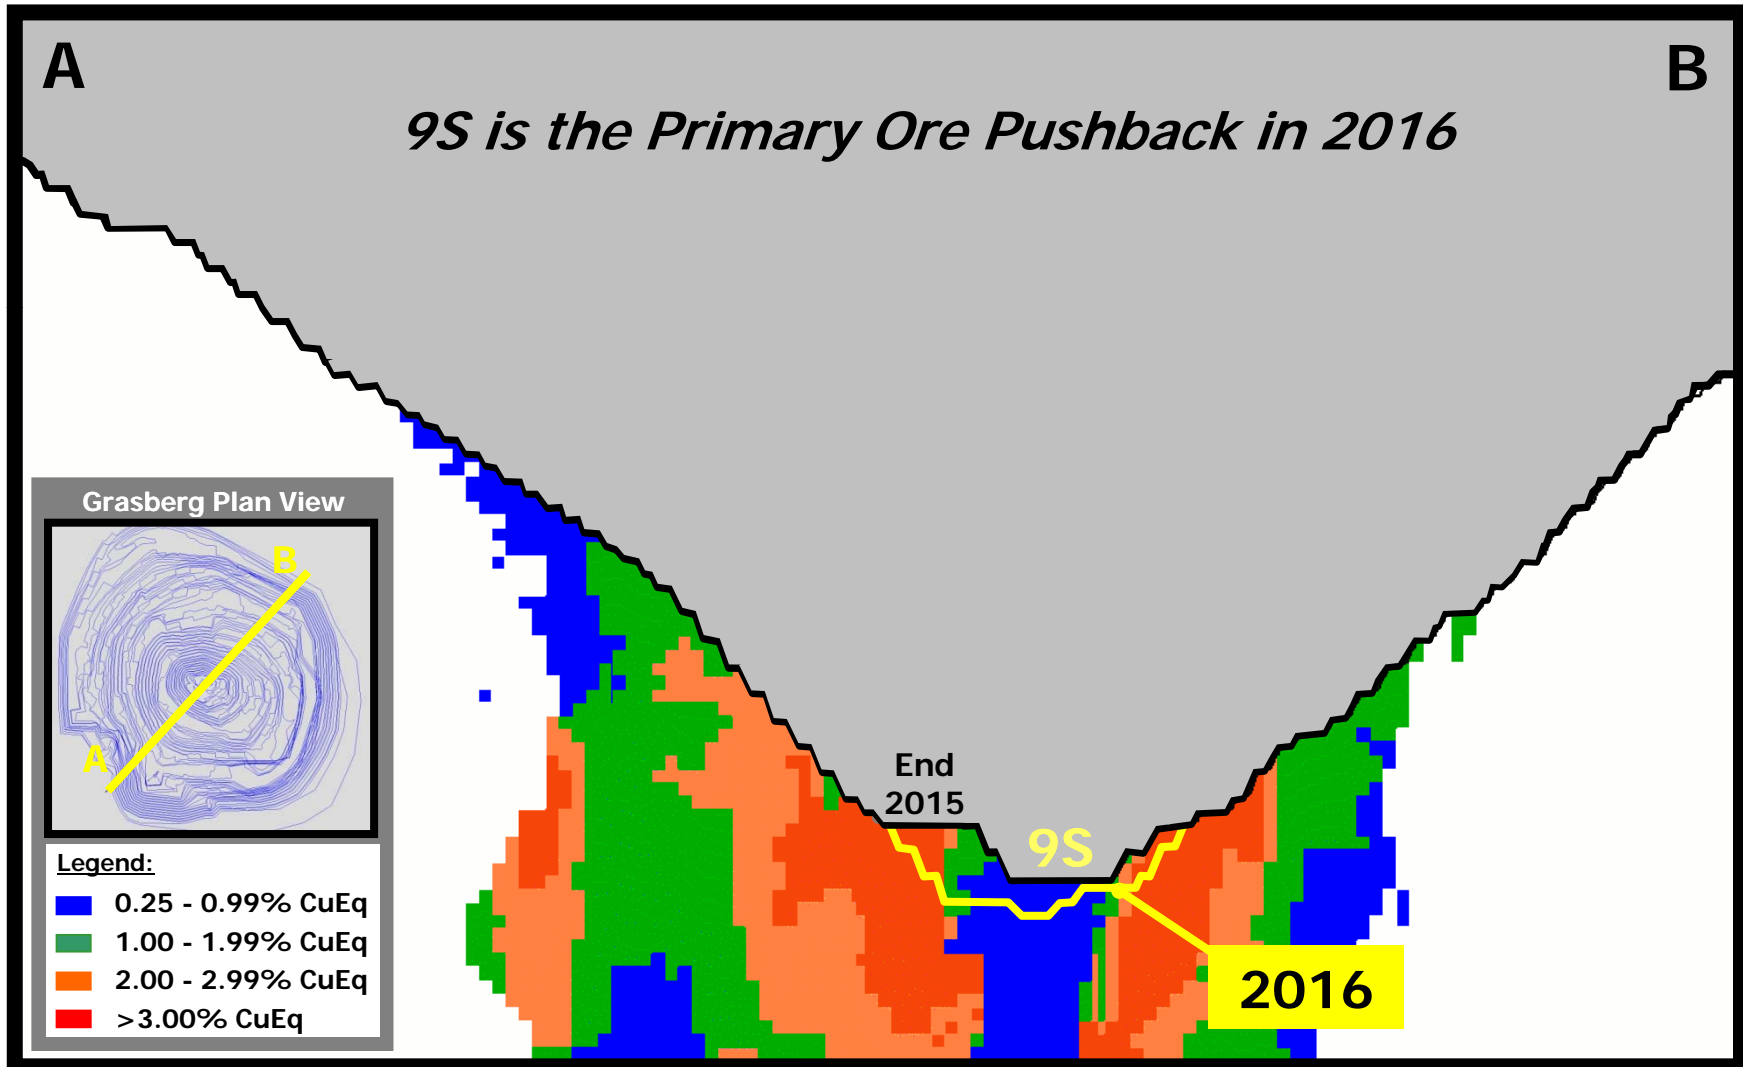 A
B
9S is the Primary Ore Pushback in 2016
End
2015
9S
2016
Grasberg Plan View
B
A
Legend:
0.25 - 0.99% CuEq
1.00 - 1.99% CuEq
2.00 - 2.99% CuEq
>3.00% CuEq